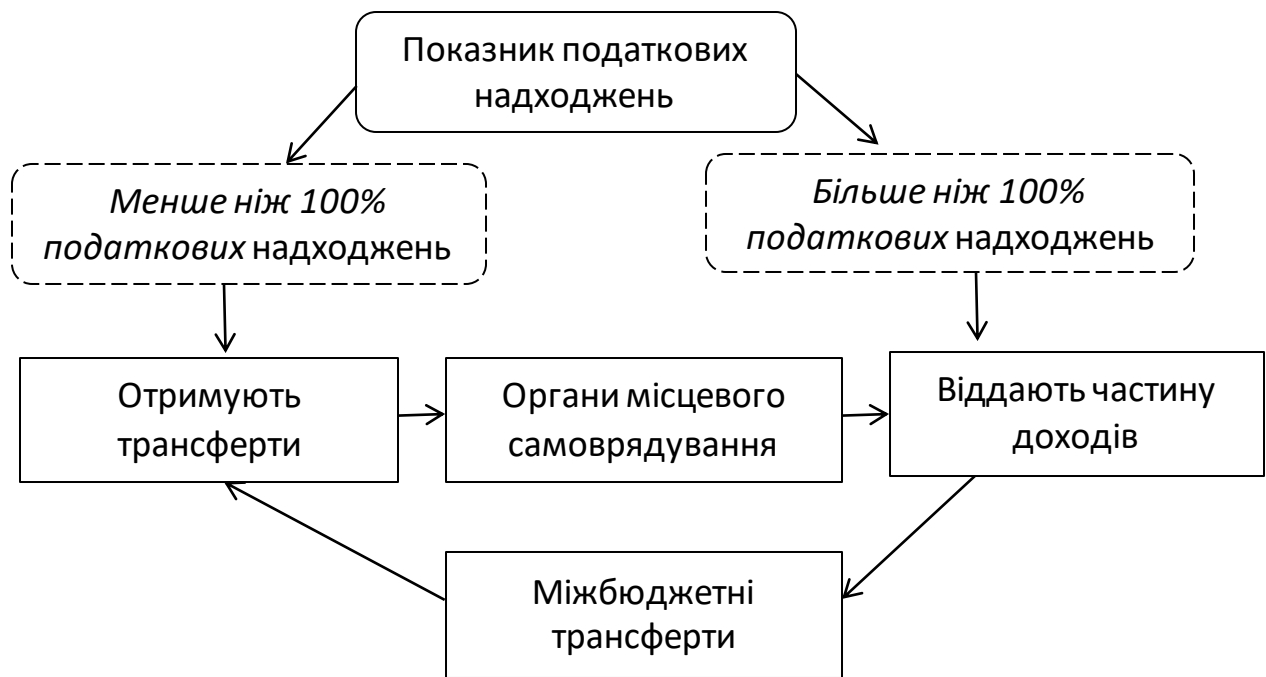 Показник податкових
надходжень
Менше ніж 100%
податкових надходжень
Більше ніж 100%
податкових надходжень
Отримують
трансферти
Органи місцевого
самоврядування
Віддають частину
доходів
Міжбюджетні
трансферти